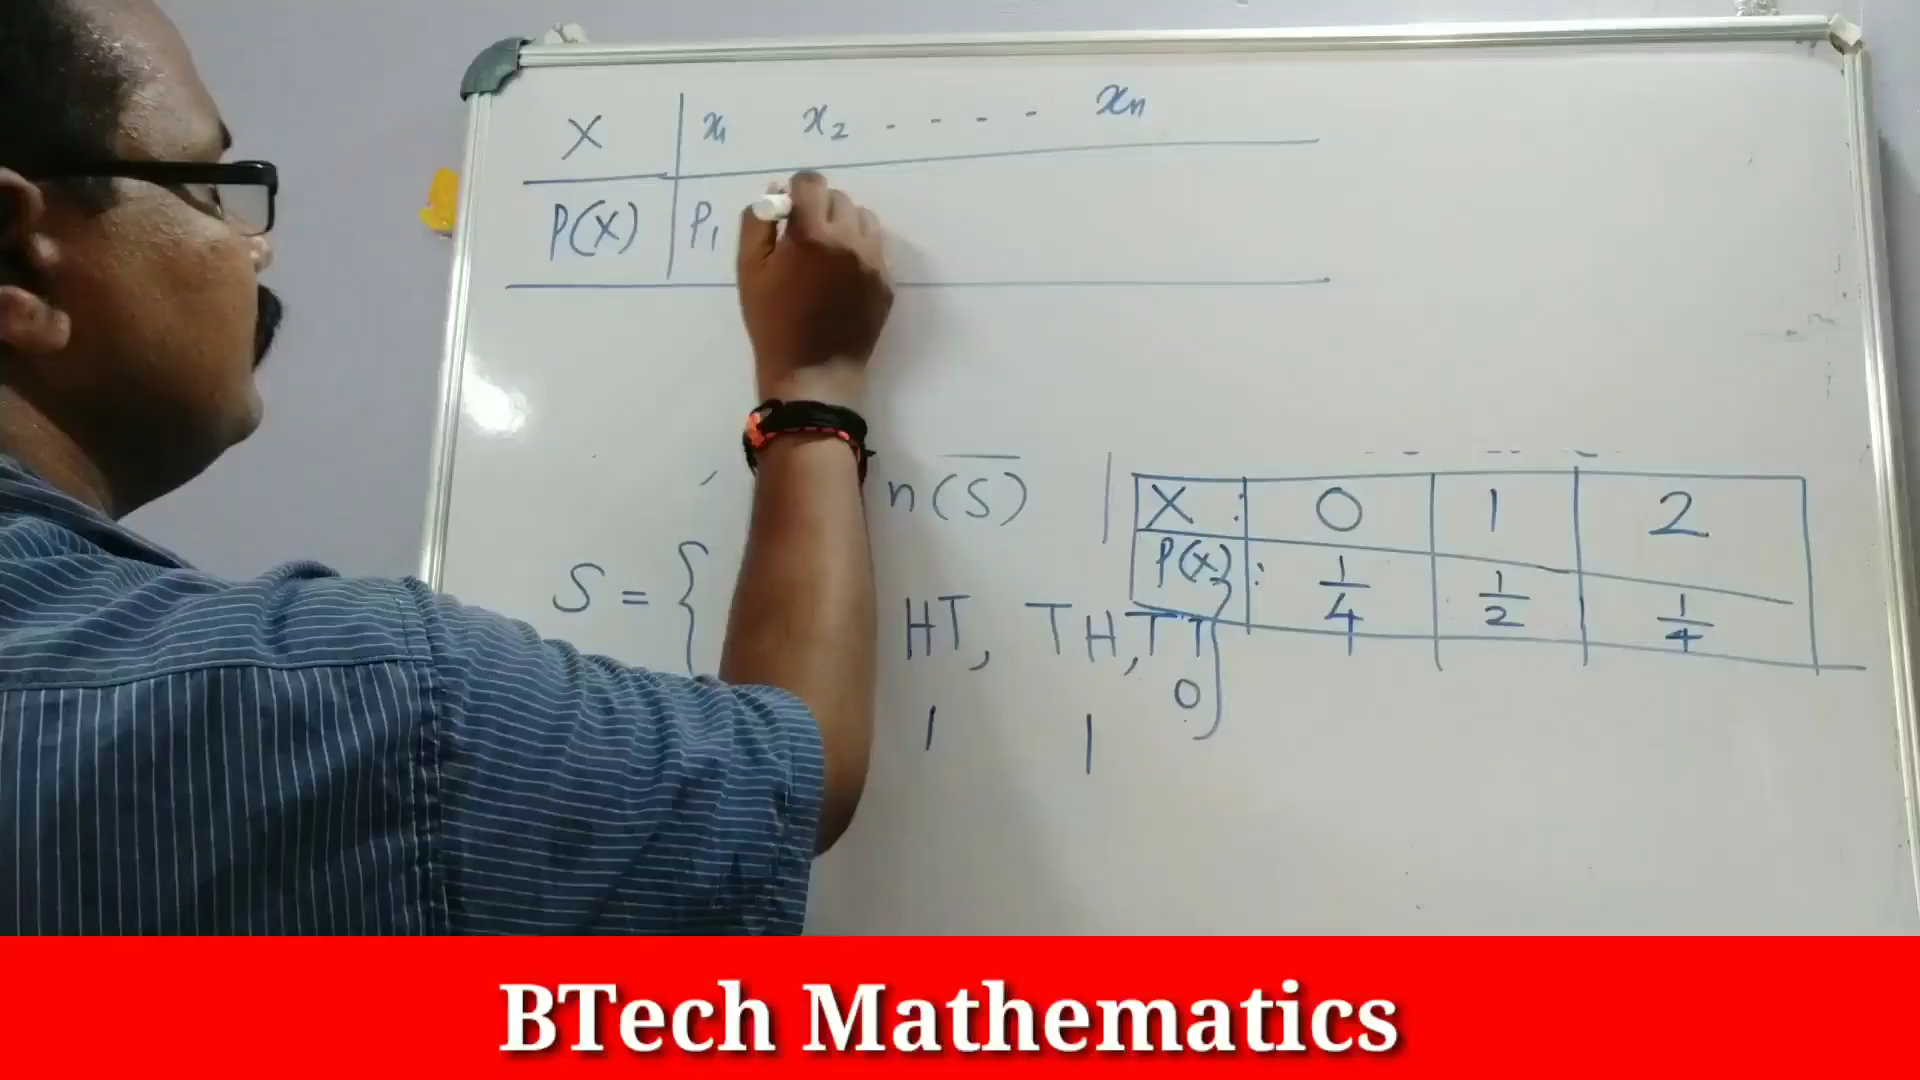 X | x1 x2 - - - - xn
P(X) | P1
n(S)
X : 0 1 2
P(X) : 1/4 1/2 1/4
S = { HT, TH, TT }
1 1 0
BTech Mathematics